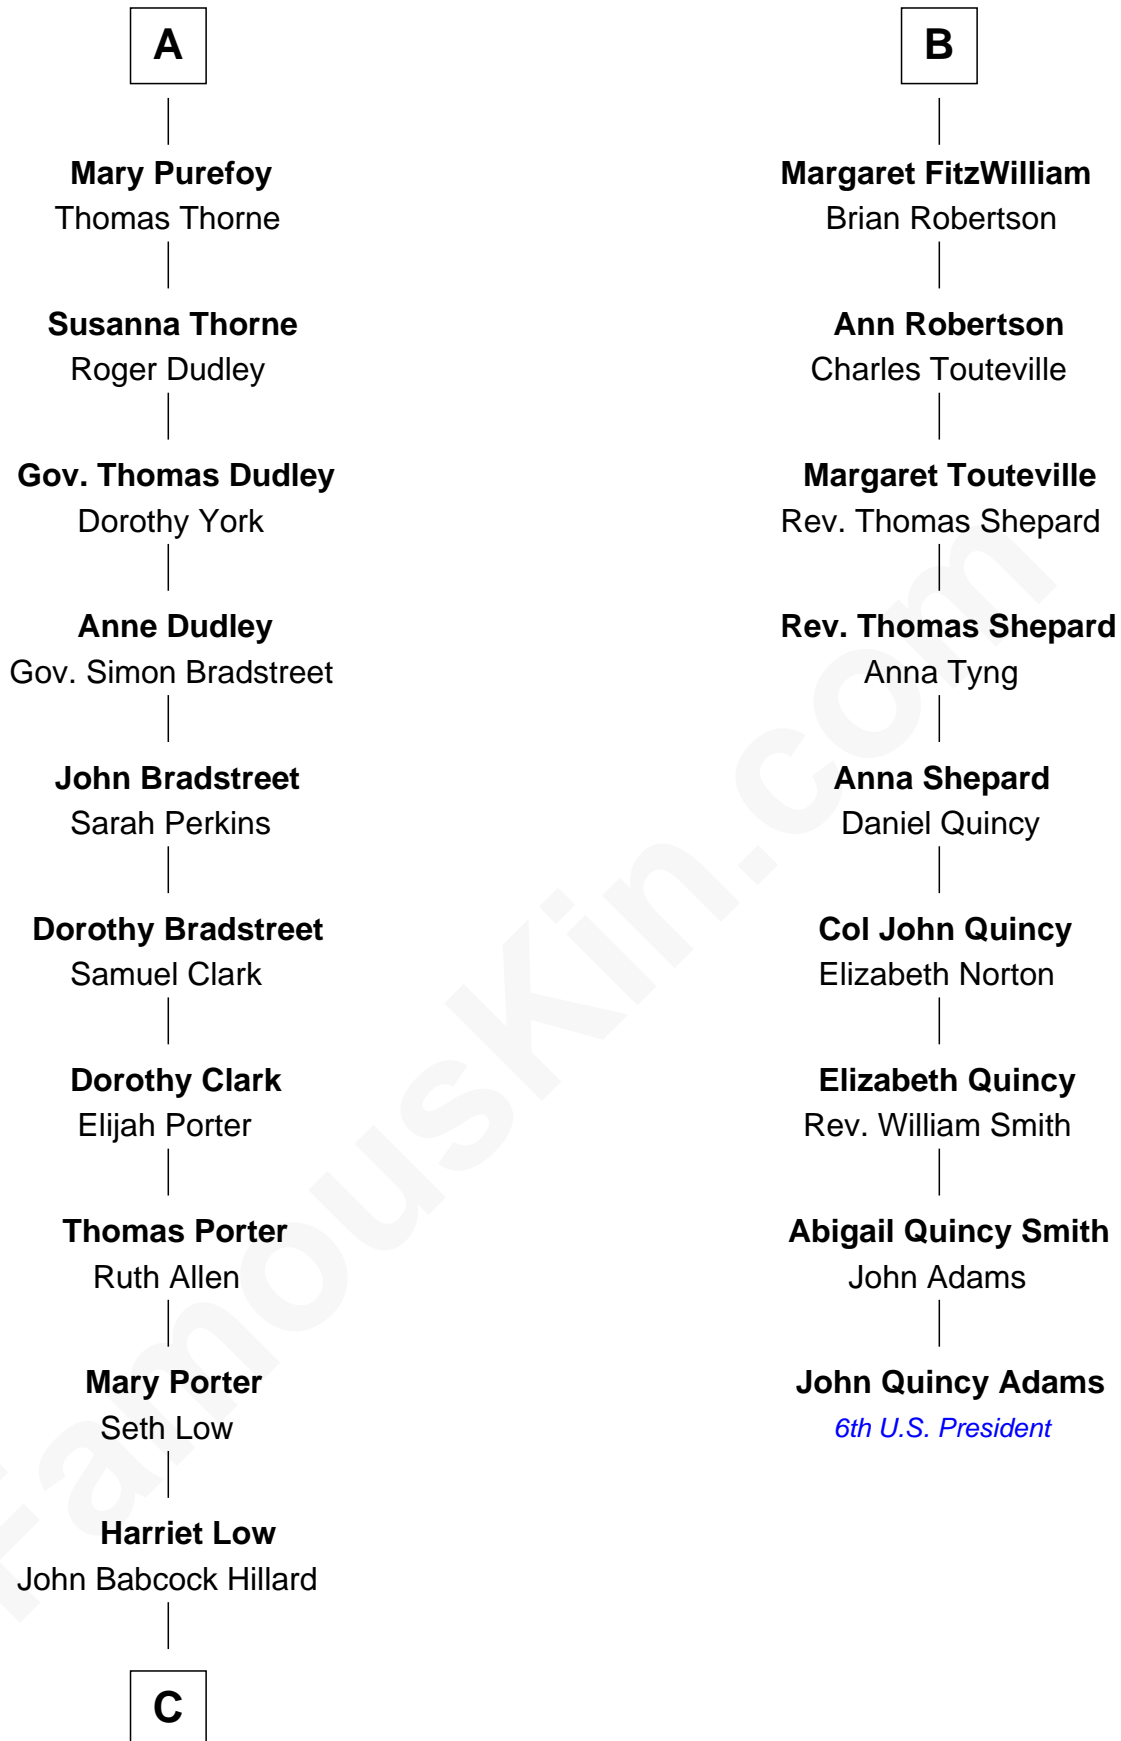 A
Mary Purefoy
Thomas Thorne
Susanna Thorne
Roger Dudley
Gov. Thomas Dudley
Dorothy York
Anne Dudley
Gov. Simon Bradstreet
John Bradstreet
Sarah Perkins
Dorothy Bradstreet
Samuel Clark
Dorothy Clark
Elijah Porter
Thomas Porter
Ruth Allen
Mary Porter
Seth Low
Harriet Low
John Babcock Hillard
C
B
Margaret FitzWilliam
Brian Robertson
Ann Robertson
Charles Touteville
Margaret Touteville
Rev. Thomas Shepard
Rev. Thomas Shepard
Anna Tyng
Anna Shepard
Daniel Quincy
Col John Quincy
Elizabeth Norton
Elizabeth Quincy
Rev. William Smith
Abigail Quincy Smith
John Adams
John Quincy Adams
6th U.S. President
FamousKin.com